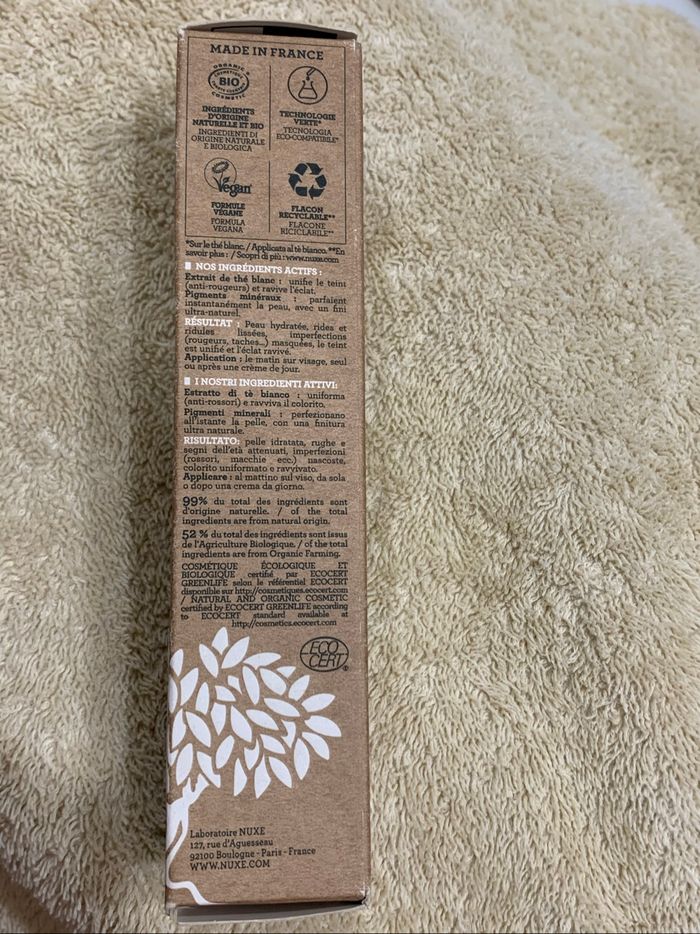 MADE IN FRANCE
ORGANIC
COSMÉTIQUE
BIO
COSMETIC
INGRÉDIENTS
D'ORIGINE
NATURELLE ET BIO
INGREDIENTI DI
ORIGINE NATURALE
E BIOLOGICA
TECHNOLOGIE
VERTE*
TECNOLOGIA
ECO-COMPATIBILE*
Vegan
FORMULE
VÉGANE
FORMULA
VEGANA
FLACON
RECYCLABLE**
FLACONE
RICICLABILE**
*Sur le thé blanc. / Applicata al tè bianco. **En
savoir plus : / Scopri di più : www.nuxe.com
NOS INGRÉDIENTS ACTIFS :
Extrait de thé blanc : unifie le teint
(anti-rougeurs) et ravive l'éclat.
Pigments minéraux : parfaient
instantanément la peau, avec un fini
ultra-naturel.
RÉSULTAT : Peau hydratée, rides et
ridules lissées, imperfections
(rougeurs, taches...) masquées, le teint
est unifié et l'éclat ravivé.
Application : le matin sur visage, seul
ou après une crème de jour.
I NOSTRI INGREDIENTI ATTIVI:
Estratto di tè bianco : uniforma
(anti-rossori) e ravviva il colorito.
Pigmenti minerali : perfezionano
all'istante la pelle, con una finitura
ultra naturale.
RISULTATO: pelle idratata, rughe e
segni dell'età attenuati, imperfezioni
(rossori, macchie ecc.) nascoste,
colorito uniformato e ravvivato.
Applicare : al mattino sul viso, da sola
o dopo una crema da giorno.
99% du total des ingrédients sont
d'origine naturelle. / of the total
ingredients are from natural origin.
52 % du total des ingrédients sont issus
de l'Agriculture Biologique. / of the total
ingredients are from Organic Farming.
COSMÉTIQUE ÉCOLOGIQUE ET
BIOLOGIQUE certifié par ECOCERT
GREENLIFE selon le référentiel ECOCERT
disponible sur http://cosmetiques.ecocert.com
/ NATURAL AND ORGANIC COSMETIC
certified by ECOCERT GREENLIFE according
to ECOCERT standard available at
http://cosmetics.ecocert.com
ECO
CERT
Laboratoire NUXE
127, rue d'Aguesseau
92100 Boulogne - Paris - France
WWW.NUXE.COM